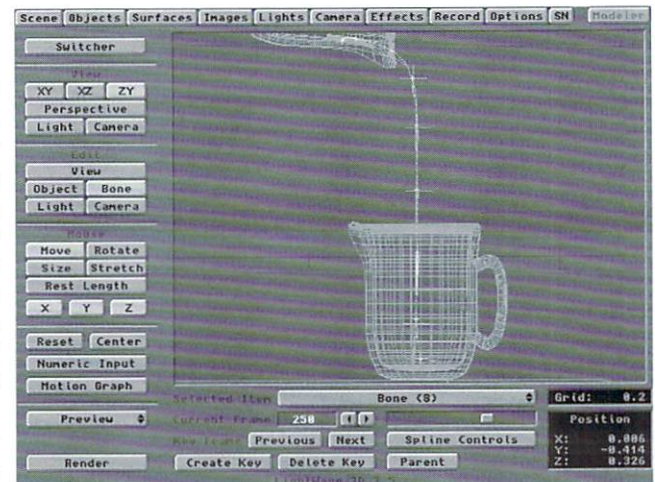 Scene Objects Surfaces Images Lights Camera Effects Record Options SN Modeler
Switcher
View
XY XZ ZY
Perspective
Light Camera
Edit
View
Object Bone
Light Camera
Mouse
Move Rotate
Size Stretch
Rest Length
X Y Z
Reset Center
Numeric Input
Motion Graph
Preview
Render
Selected Item Bone (8) Grid: 0.2
Current Frame 250
Key Frame Previous Next Spline Controls
Create Key Delete Key Parent
Position
X: 0.006
Y: -0.414
Z: 0.326